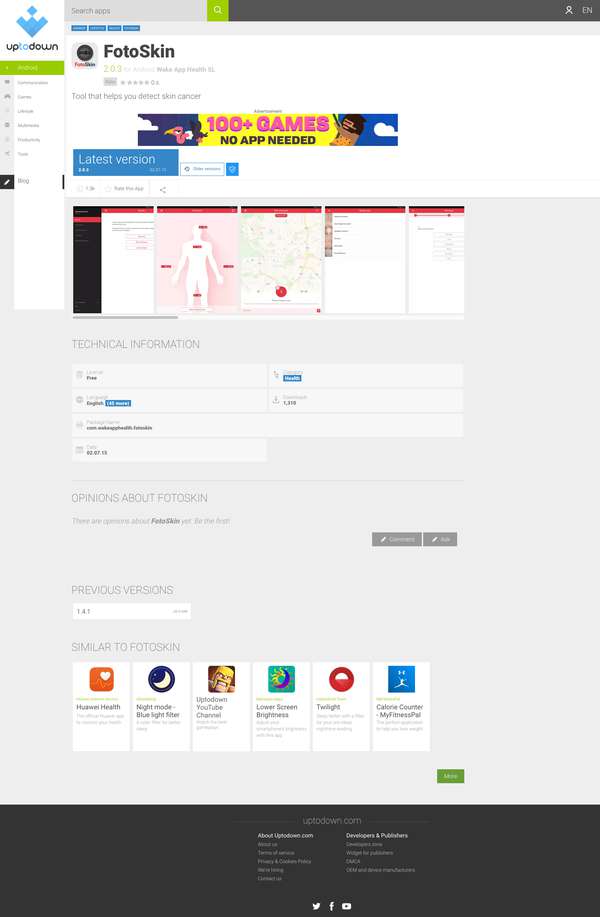 Search apps
EN
uptodown
Android
Communication
Games
Lifestyle
Multimedia
Productivity
Tools
Blog
FotoSkin
FotoSkin
2.0.3 for Android Wake App Health SL
Tool that helps you detect skin cancer
Advertisement
100+ GAMES
NO APP NEEDED
Latest version
2.0.3
02.07.15
Older versions
1.3k
Rate this App
TECHNICAL INFORMATION
License
Free
Category
Health
Language
English (45 more)
Downloads
1,310
Package Name
com.wakeapphealth.fotoskin
Date
02.07.15
OPINIONS ABOUT FOTOSKIN
There are opinions about FotoSkin yet. Be the first!
Comment
Ask
PREVIOUS VERSIONS
1.4.1
SIMILAR TO FOTOSKIN
Huawei Health
The official Huawei app to monitor your health
Night mode - Blue light filter
A color filter for better sleep
Uptodown YouTube Channel
Watch the best gameplays
Lower Screen Brightness
Adjust your smartphone's brightness with this app
Twilight
Sleep better with a filter for your pre-sleep nighttime reading
Calorie Counter - MyFitnessPal
The perfect application to help you lose weight
More
uptodown.com
About Uptodown.com
About us
Terms of service
Privacy & Cookies Policy
We're hiring
Contact us
Developers & Publishers
Developers zone
Widget for publishers
DMCA
OEM and device manufacturers